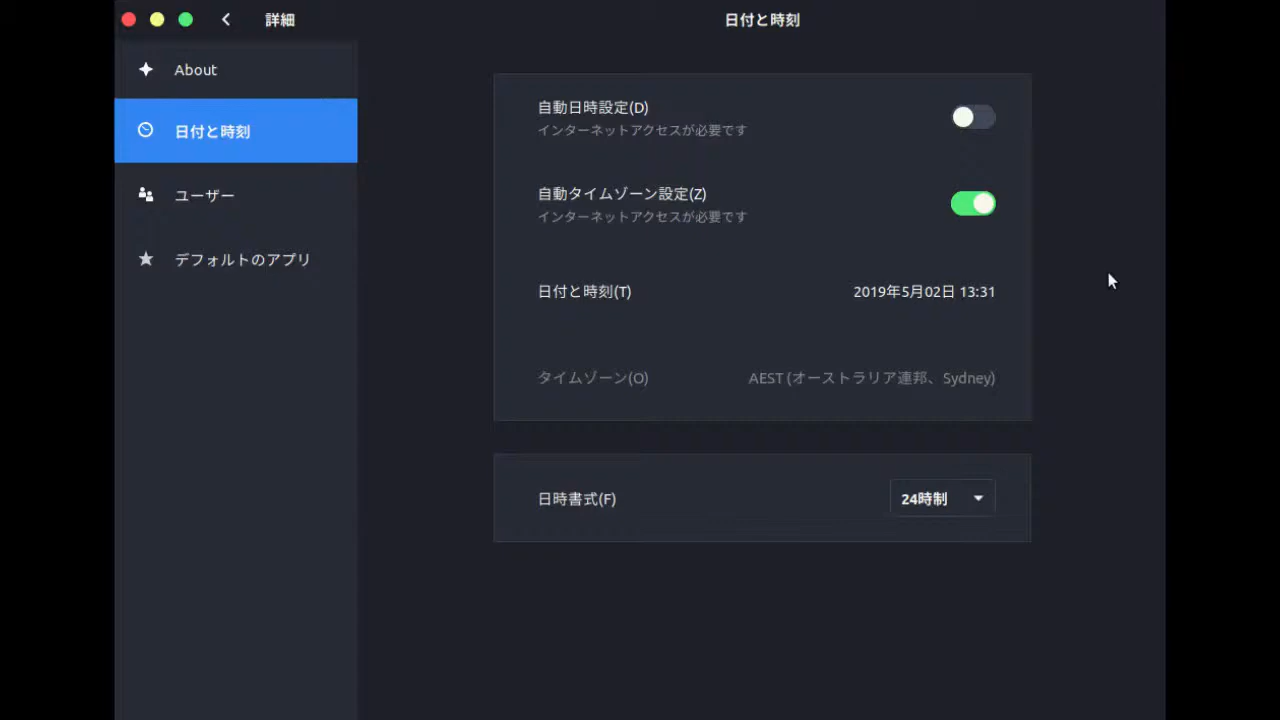 詳細
日付と時刻
About
日付と時刻
ユーザー
デフォルトのアプリ
自動日時設定(D)
インターネットアクセスが必要です
自動タイムゾーン設定(Z)
インターネットアクセスが必要です
日付と時刻(T) 2019年5月02日 13:31
タイムゾーン(O) AEST (オーストラリア連邦、Sydney)
日時書式(F) 24時制